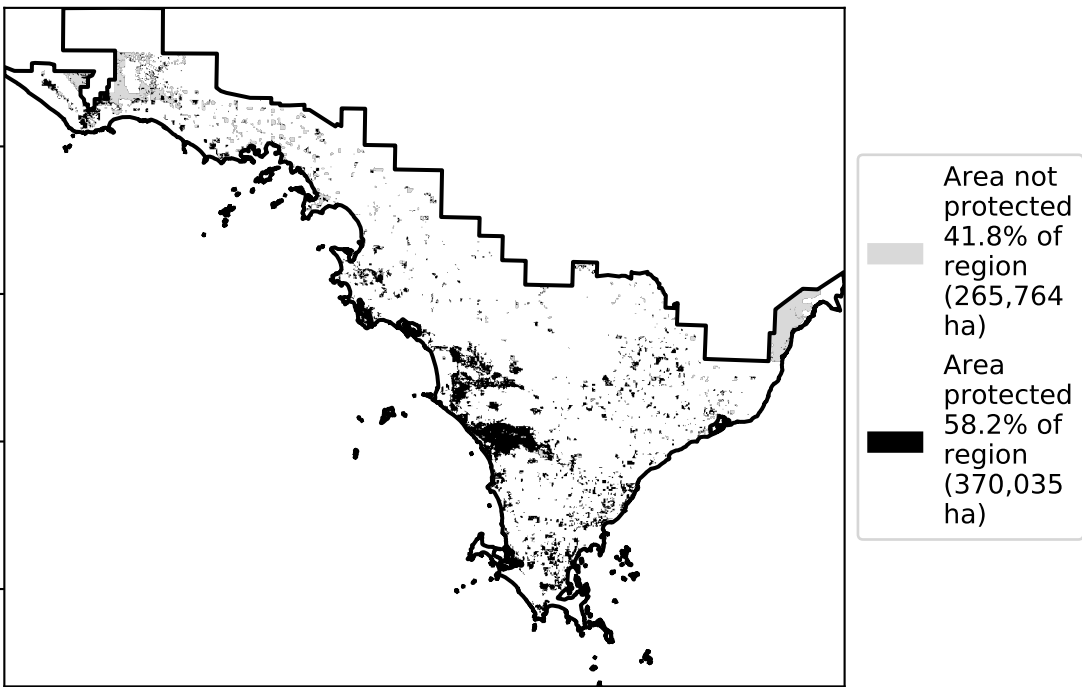 Area not
protected
41.8% of
region
(265,764
ha)
Area
protected
58.2% of
region
(370,035
ha)